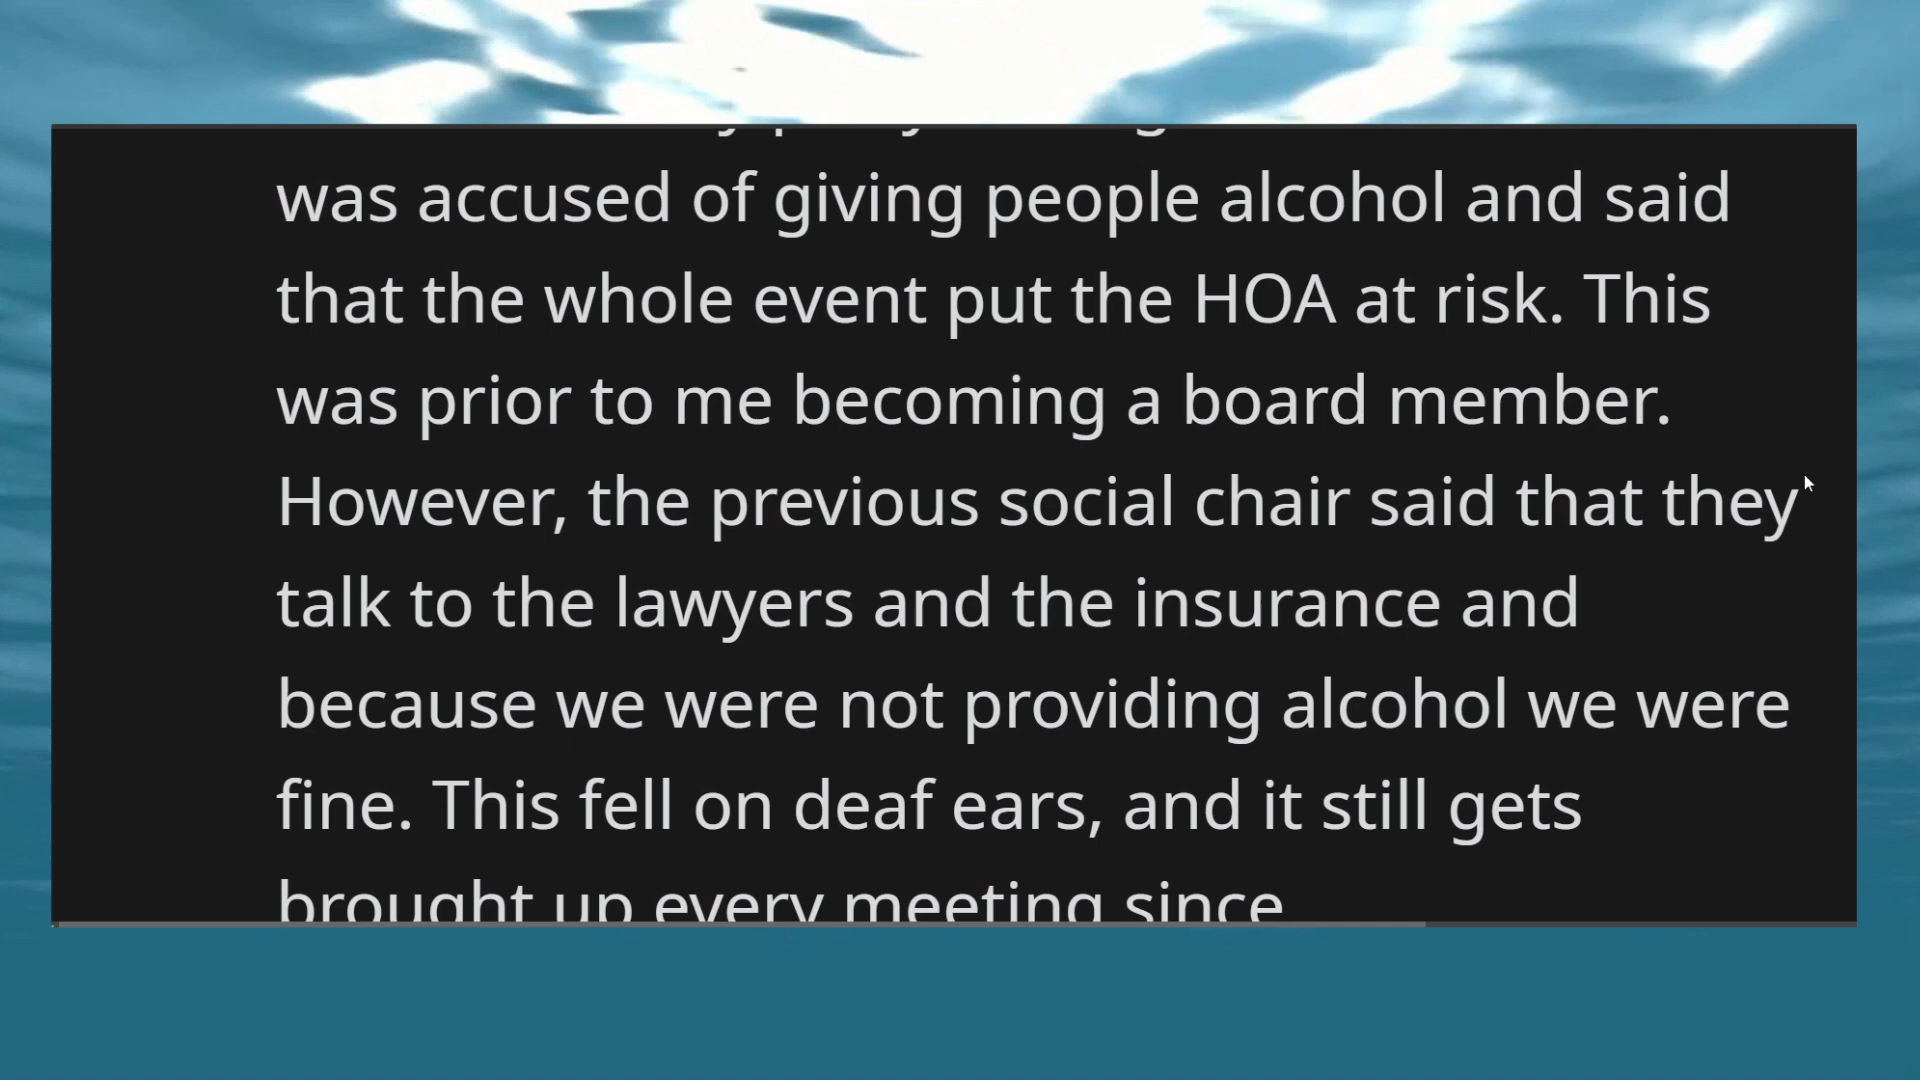 was accused of giving people alcohol and said
that the whole event put the HOA at risk. This
was prior to me becoming a board member.
However, the previous social chair said that they
talk to the lawyers and the insurance and
because we were not providing alcohol we were
fine. This fell on deaf ears, and it still gets
brought up every meeting since